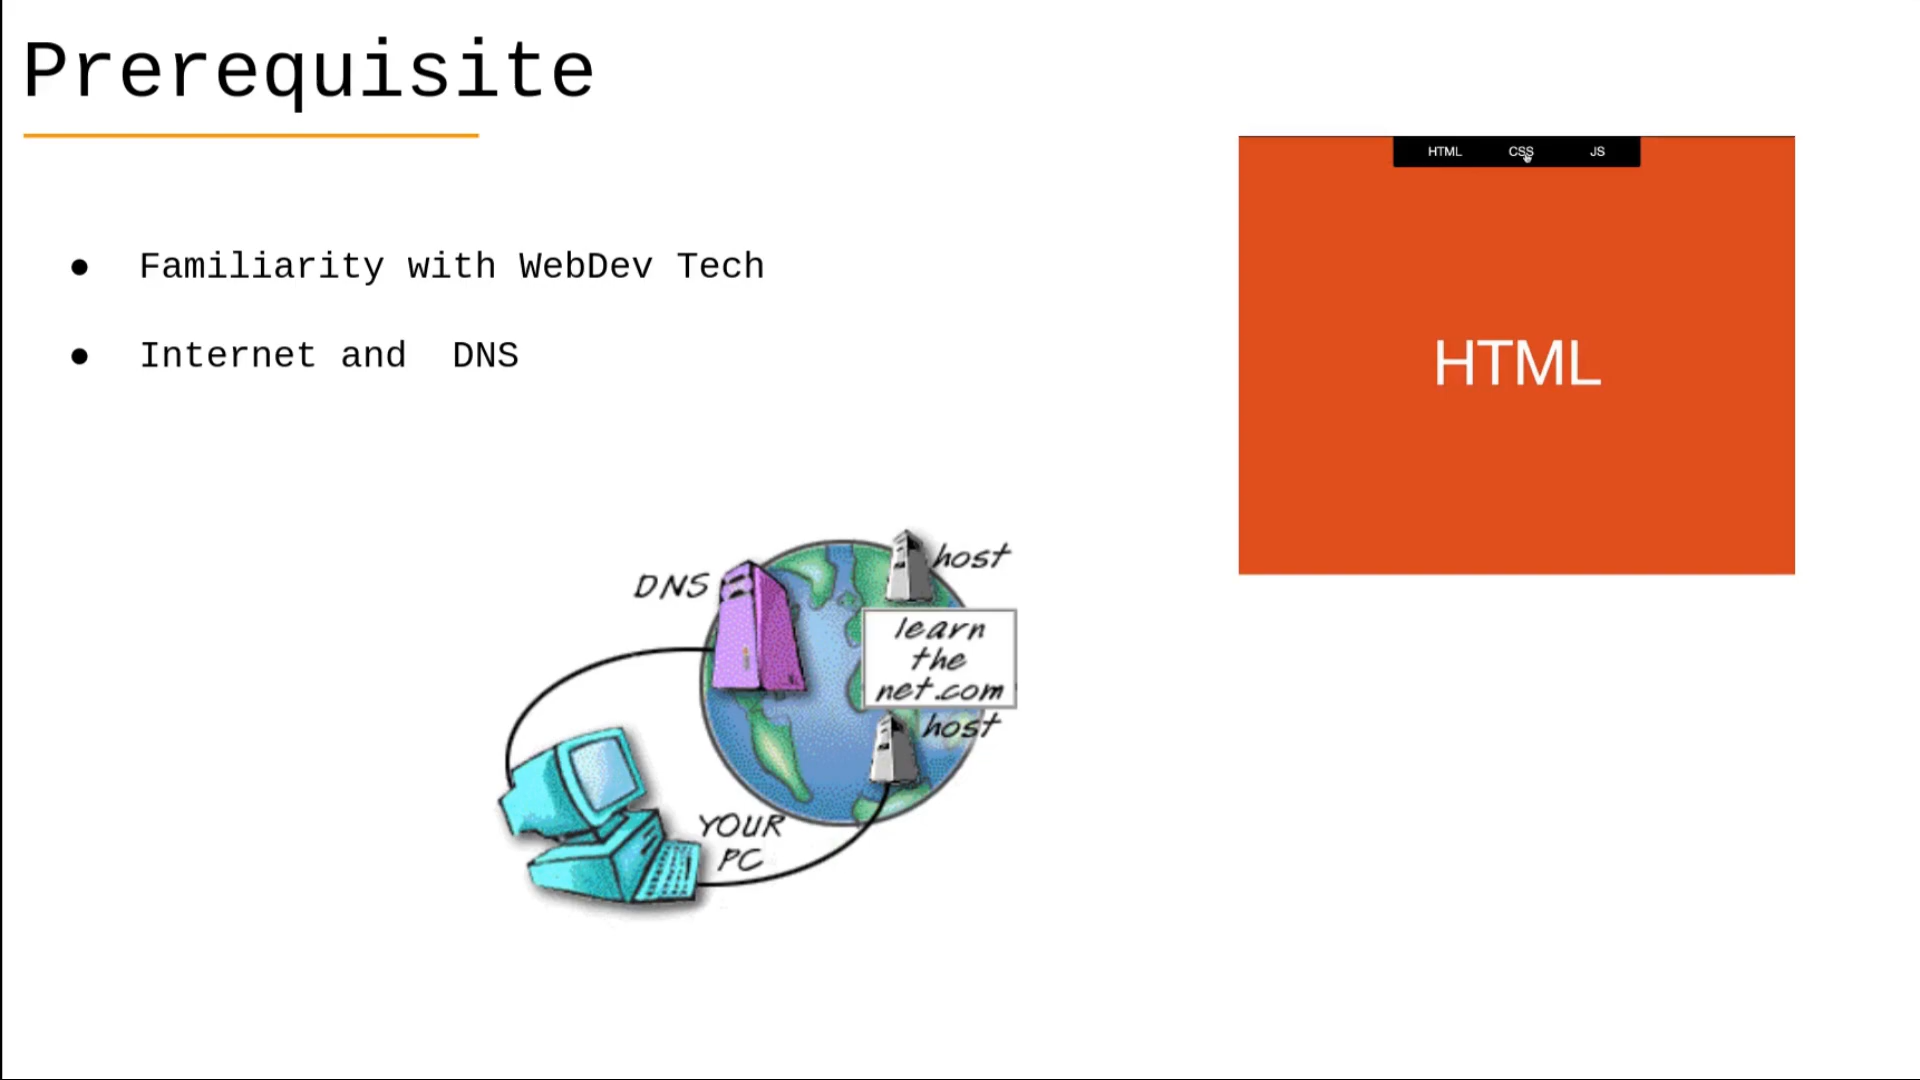 Prerequisite
● Familiarity with WebDev Tech
● Internet and  DNS
HTML CSS JS
HTML
DNS
host
learn
the
net.com
host
YOUR
PC